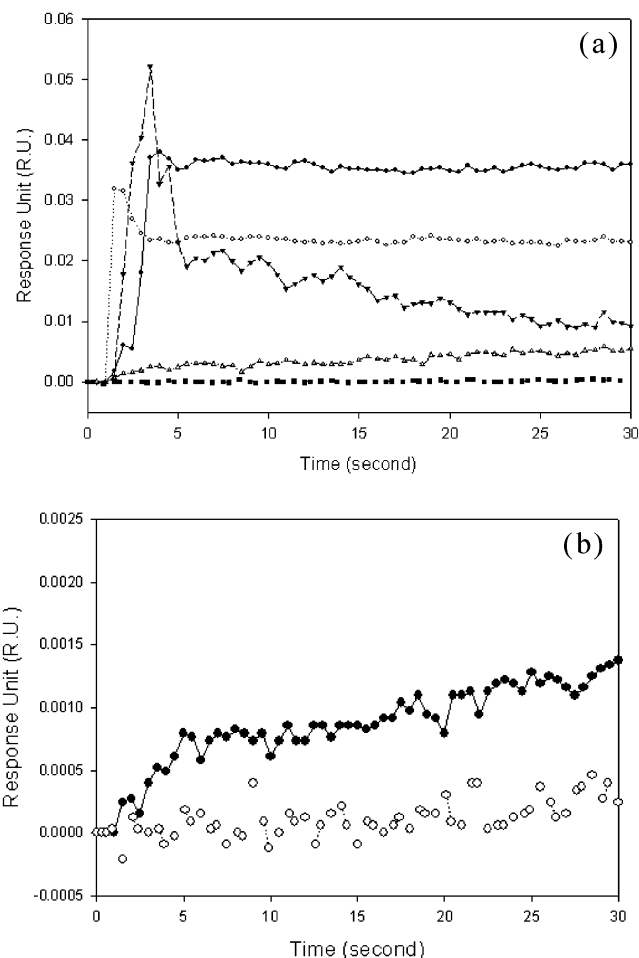 (a)
0.06
0.05
0.04
0.03
0.02
0.01
0.00
Response Unit (R.U.)
0 5 10 15 20 25 30
Time (second)
(b)
0.0025
0.0020
0.0015
0.0010
0.0005
0.0000
-0.0005
Response Unit (R.U.)
0 5 10 15 20 25 30
Time (second)